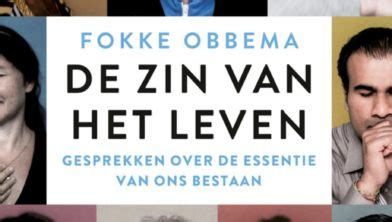 FOKKE OBBEMA
DE ZIN VAN
HET LEVEN
GESPREKKEN OVER DE ESSENTIE
VAN ONS BESTAAN